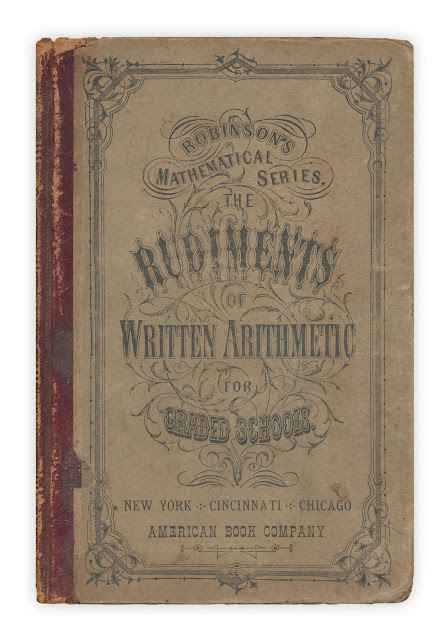 ROBINSON'S
MATHEMATICAL SERIES.
THE
RUDIMENTS
OF
WRITTEN ARITHMETIC
FOR
GRADED SCHOOLS.
NEW YORK ·:· CINCINNATI ·:· CHICAGO
AMERICAN BOOK COMPANY